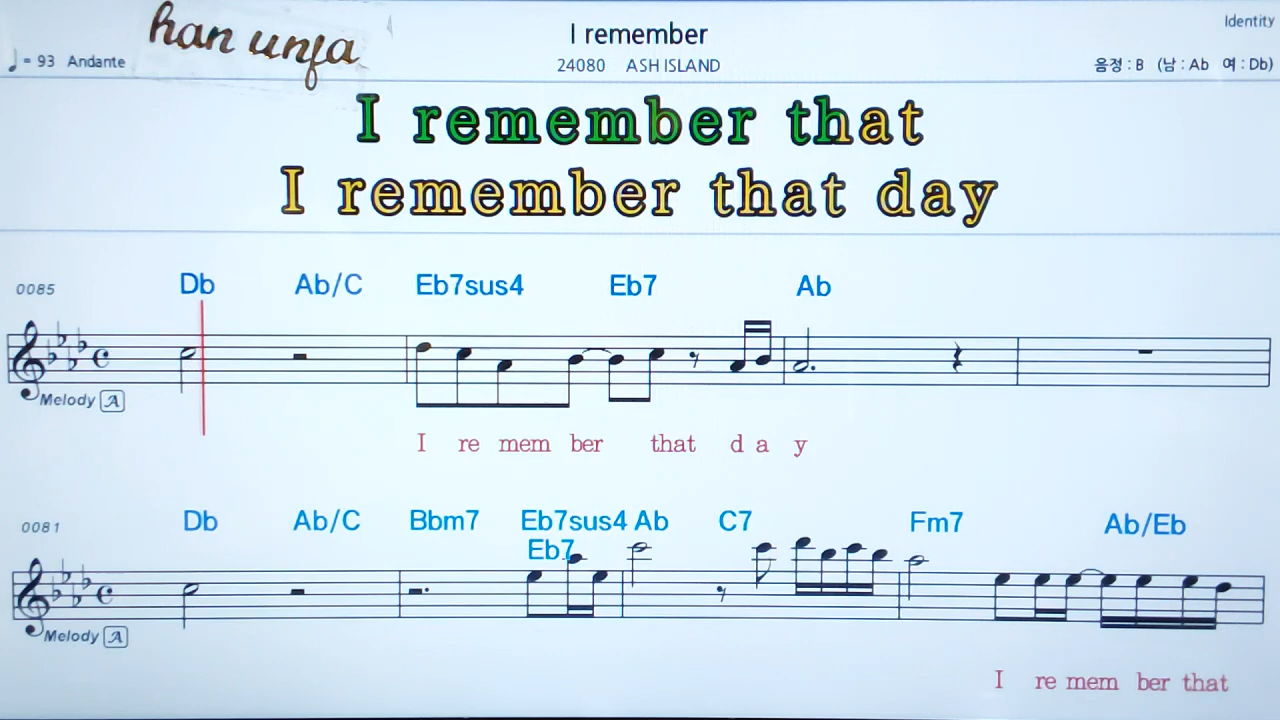 han unja
I remember
Identity
♩ = 93 Andante
24080 ASH ISLAND
음정 : B (남 : Ab 여 : Db)
I remember that
I remember that day
Db Ab/C Eb7sus4 Eb7 Ab
0085
Melody A
I re mem ber that d a y
Db Ab/C Bbm7 Eb7sus4 Ab C7 Fm7 Ab/Eb
0081
Eb7
Melody A
I re mem ber that